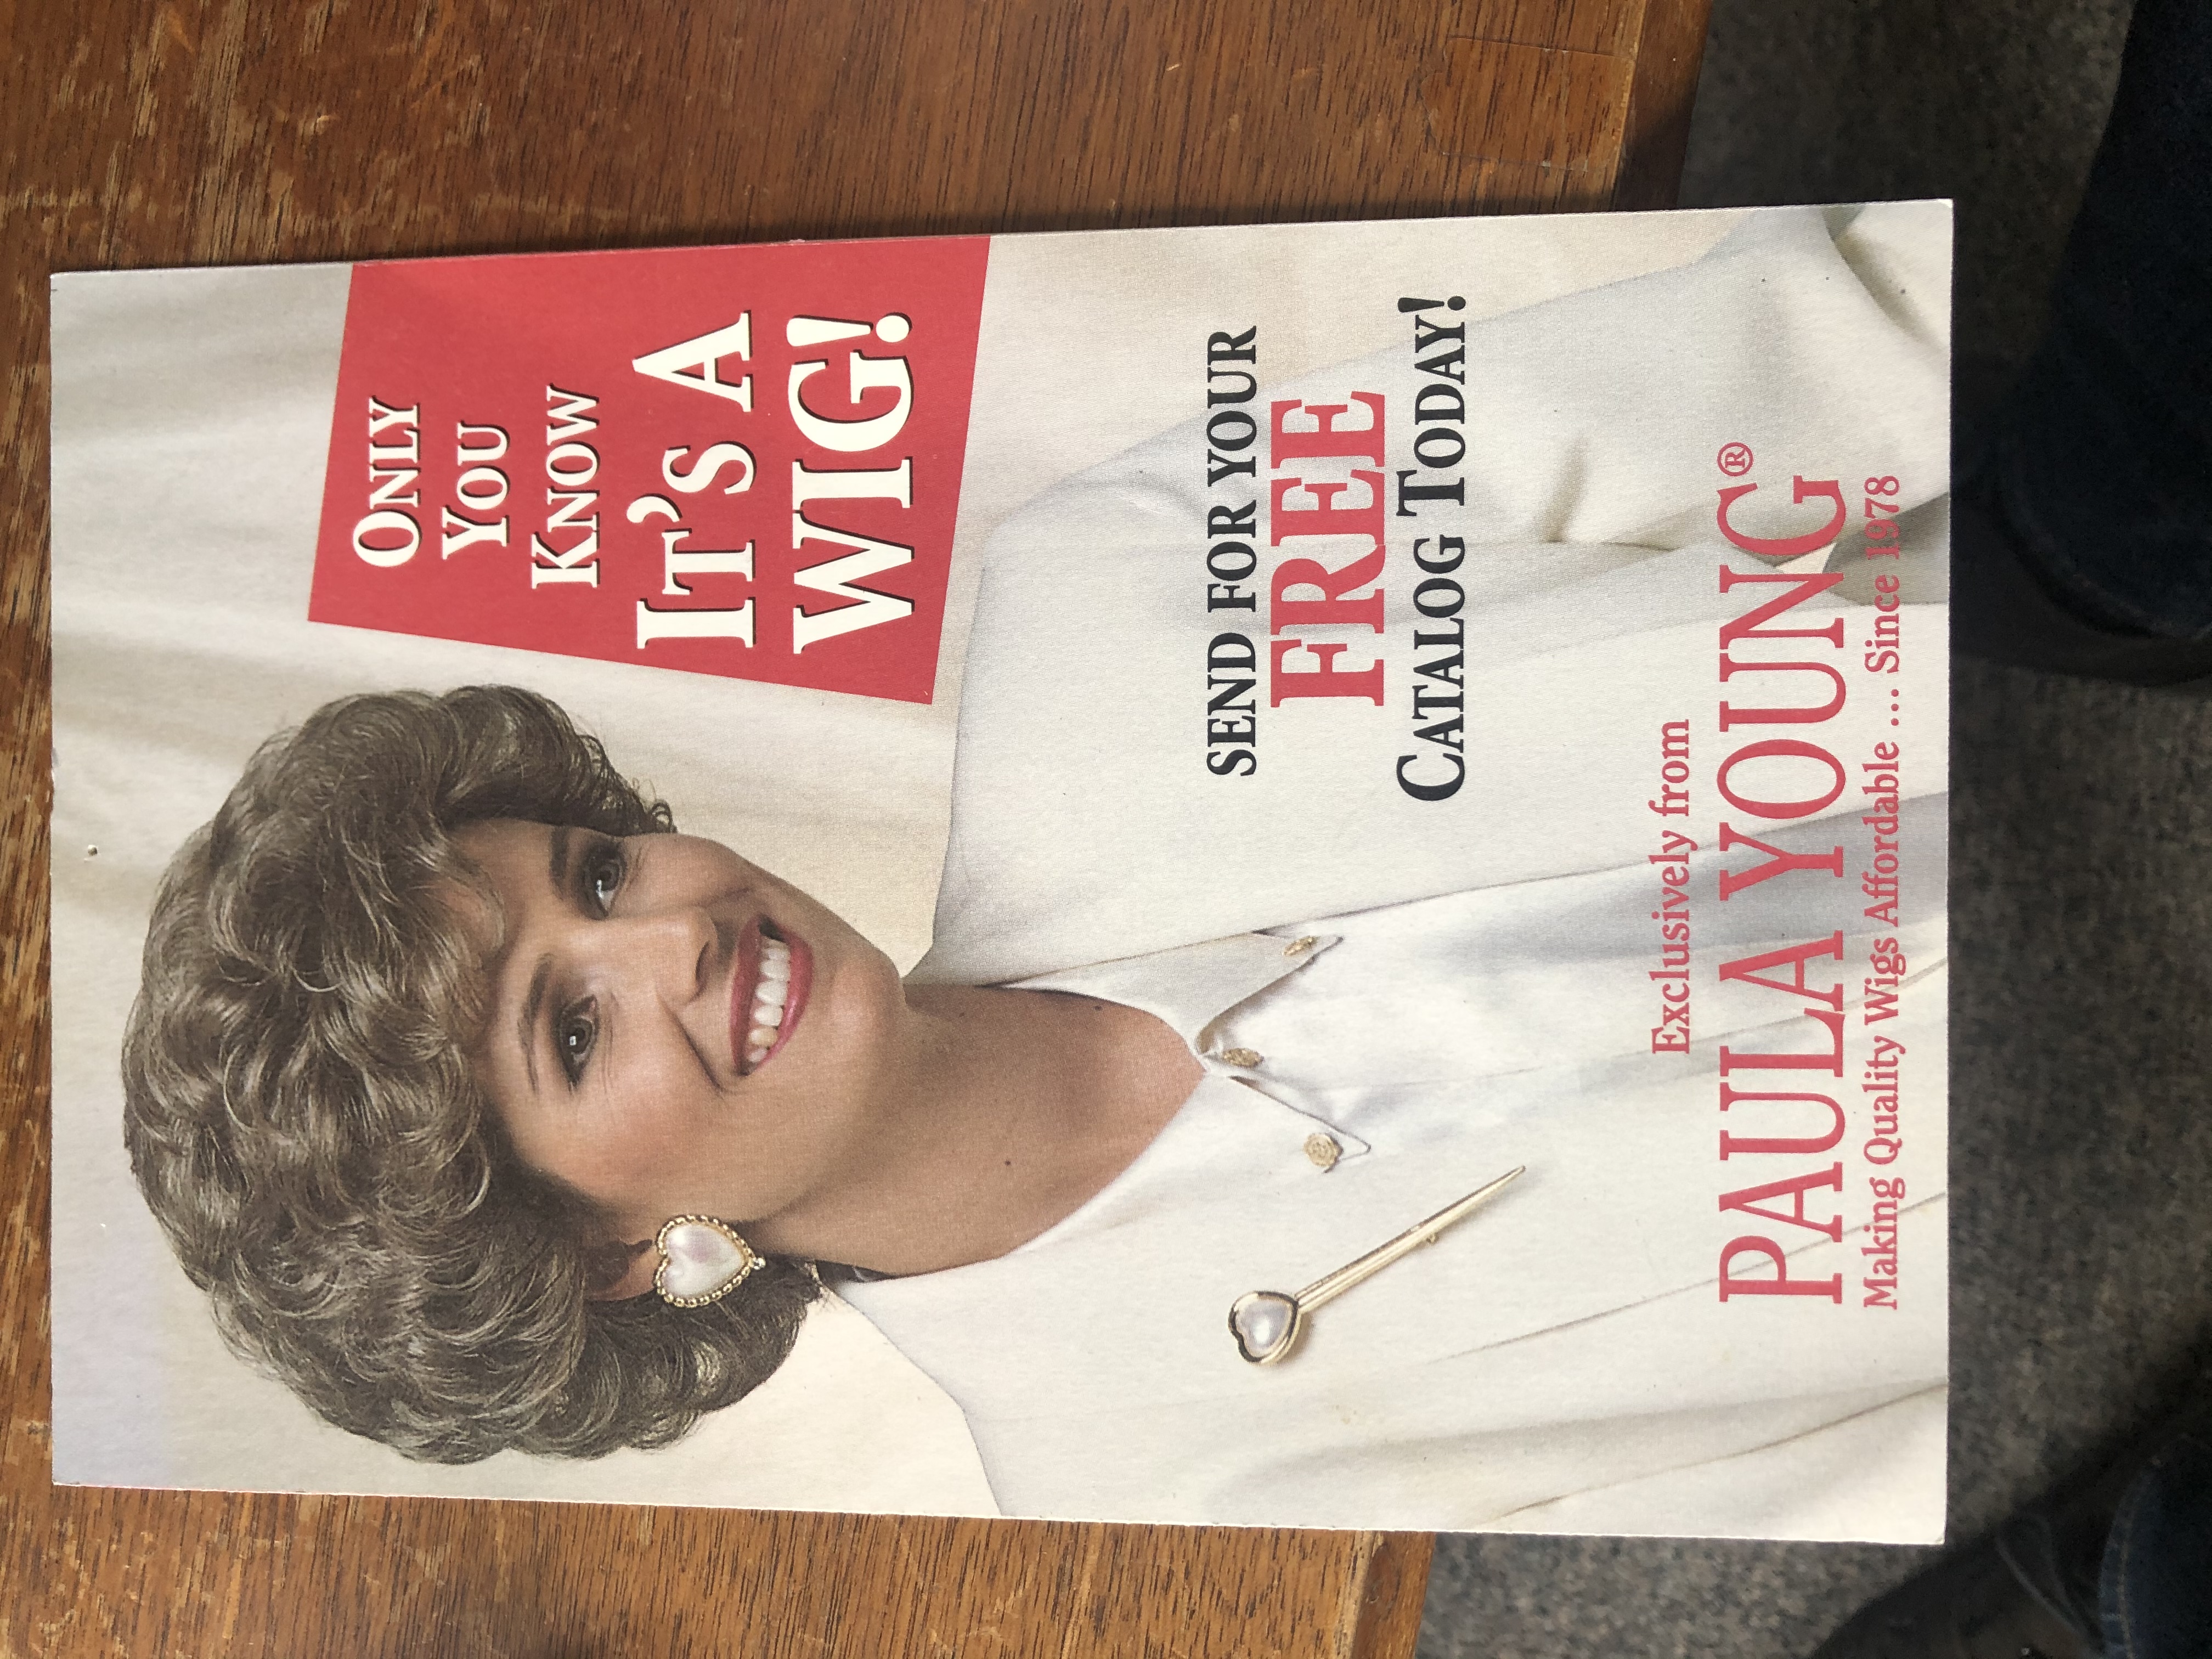 ONLY
YOU
KNOW
IT'S A
WIG!
SEND FOR YOUR
FREE
CATALOG TODAY!
Exclusively from
PAULA YOUNG®
Making Quality Wigs Affordable ... Since 1978